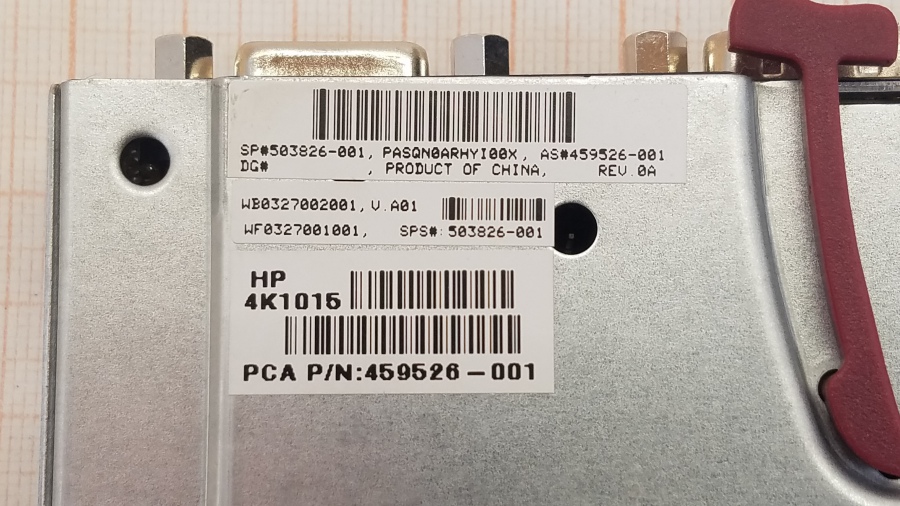 SP#503826-001, PASQN0ARHYI00X, AS#459526-001
DG# , PRODUCT OF CHINA, REV.0A
WB0327002001, V.A01
WF0327001001, SPS#:503826-001
HP
4K1015
PCA P/N:459526-001